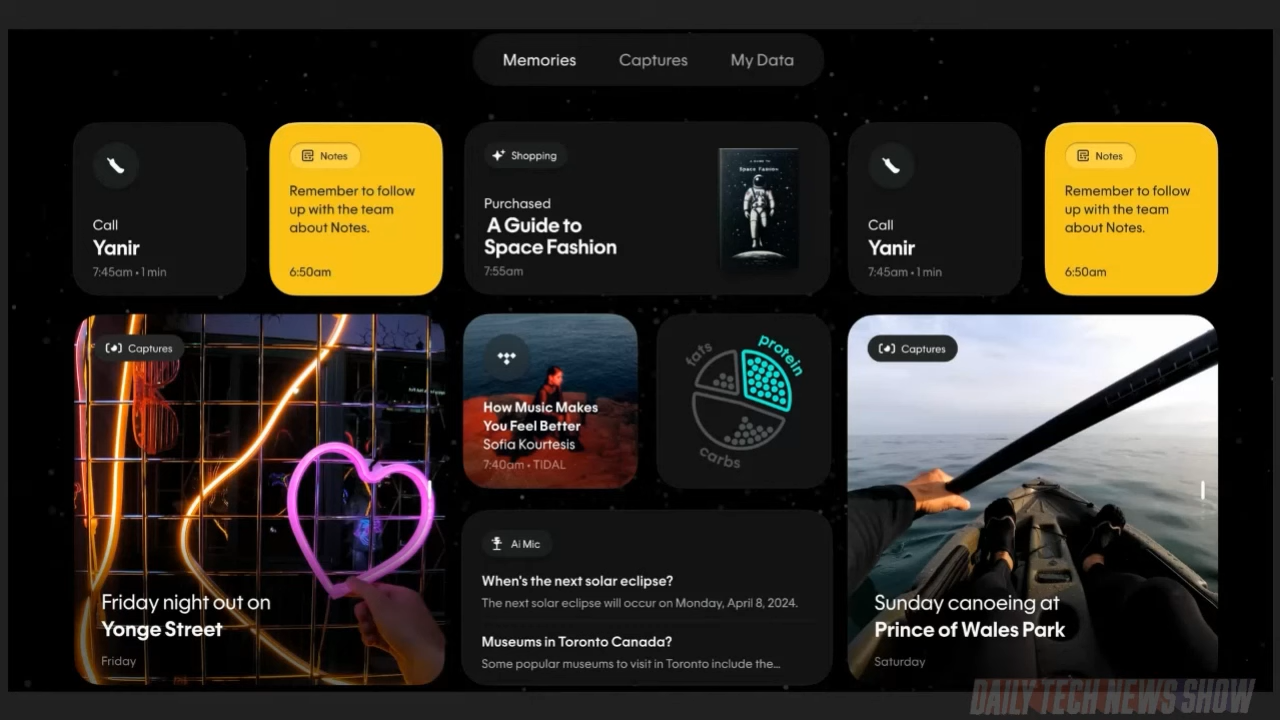 Memories Captures My Data
Call
Yanir
7:45am • 1 min
Notes
Remember to follow
up with the team
about Notes.
6:50am
Shopping
Purchased
A Guide to
Space Fashion
7:55am
A GUIDE TO
Space Fashion
Call
Yanir
7:45am • 1 min
Notes
Remember to follow
up with the team
about Notes.
6:50am
Captures
Friday night out on
Yonge Street
Friday
How Music Makes
You Feel Better
Sofia Kourtesis
7:40am • TIDAL
fats
protein
carbs
Ai Mic
When's the next solar eclipse?
The next solar eclipse will occur on Monday, April 8, 2024.
Museums in Toronto Canada?
Some popular museums to visit in Toronto include the...
Captures
Sunday canoeing at
Prince of Wales Park
Saturday
DAILY TECH NEWS SHOW